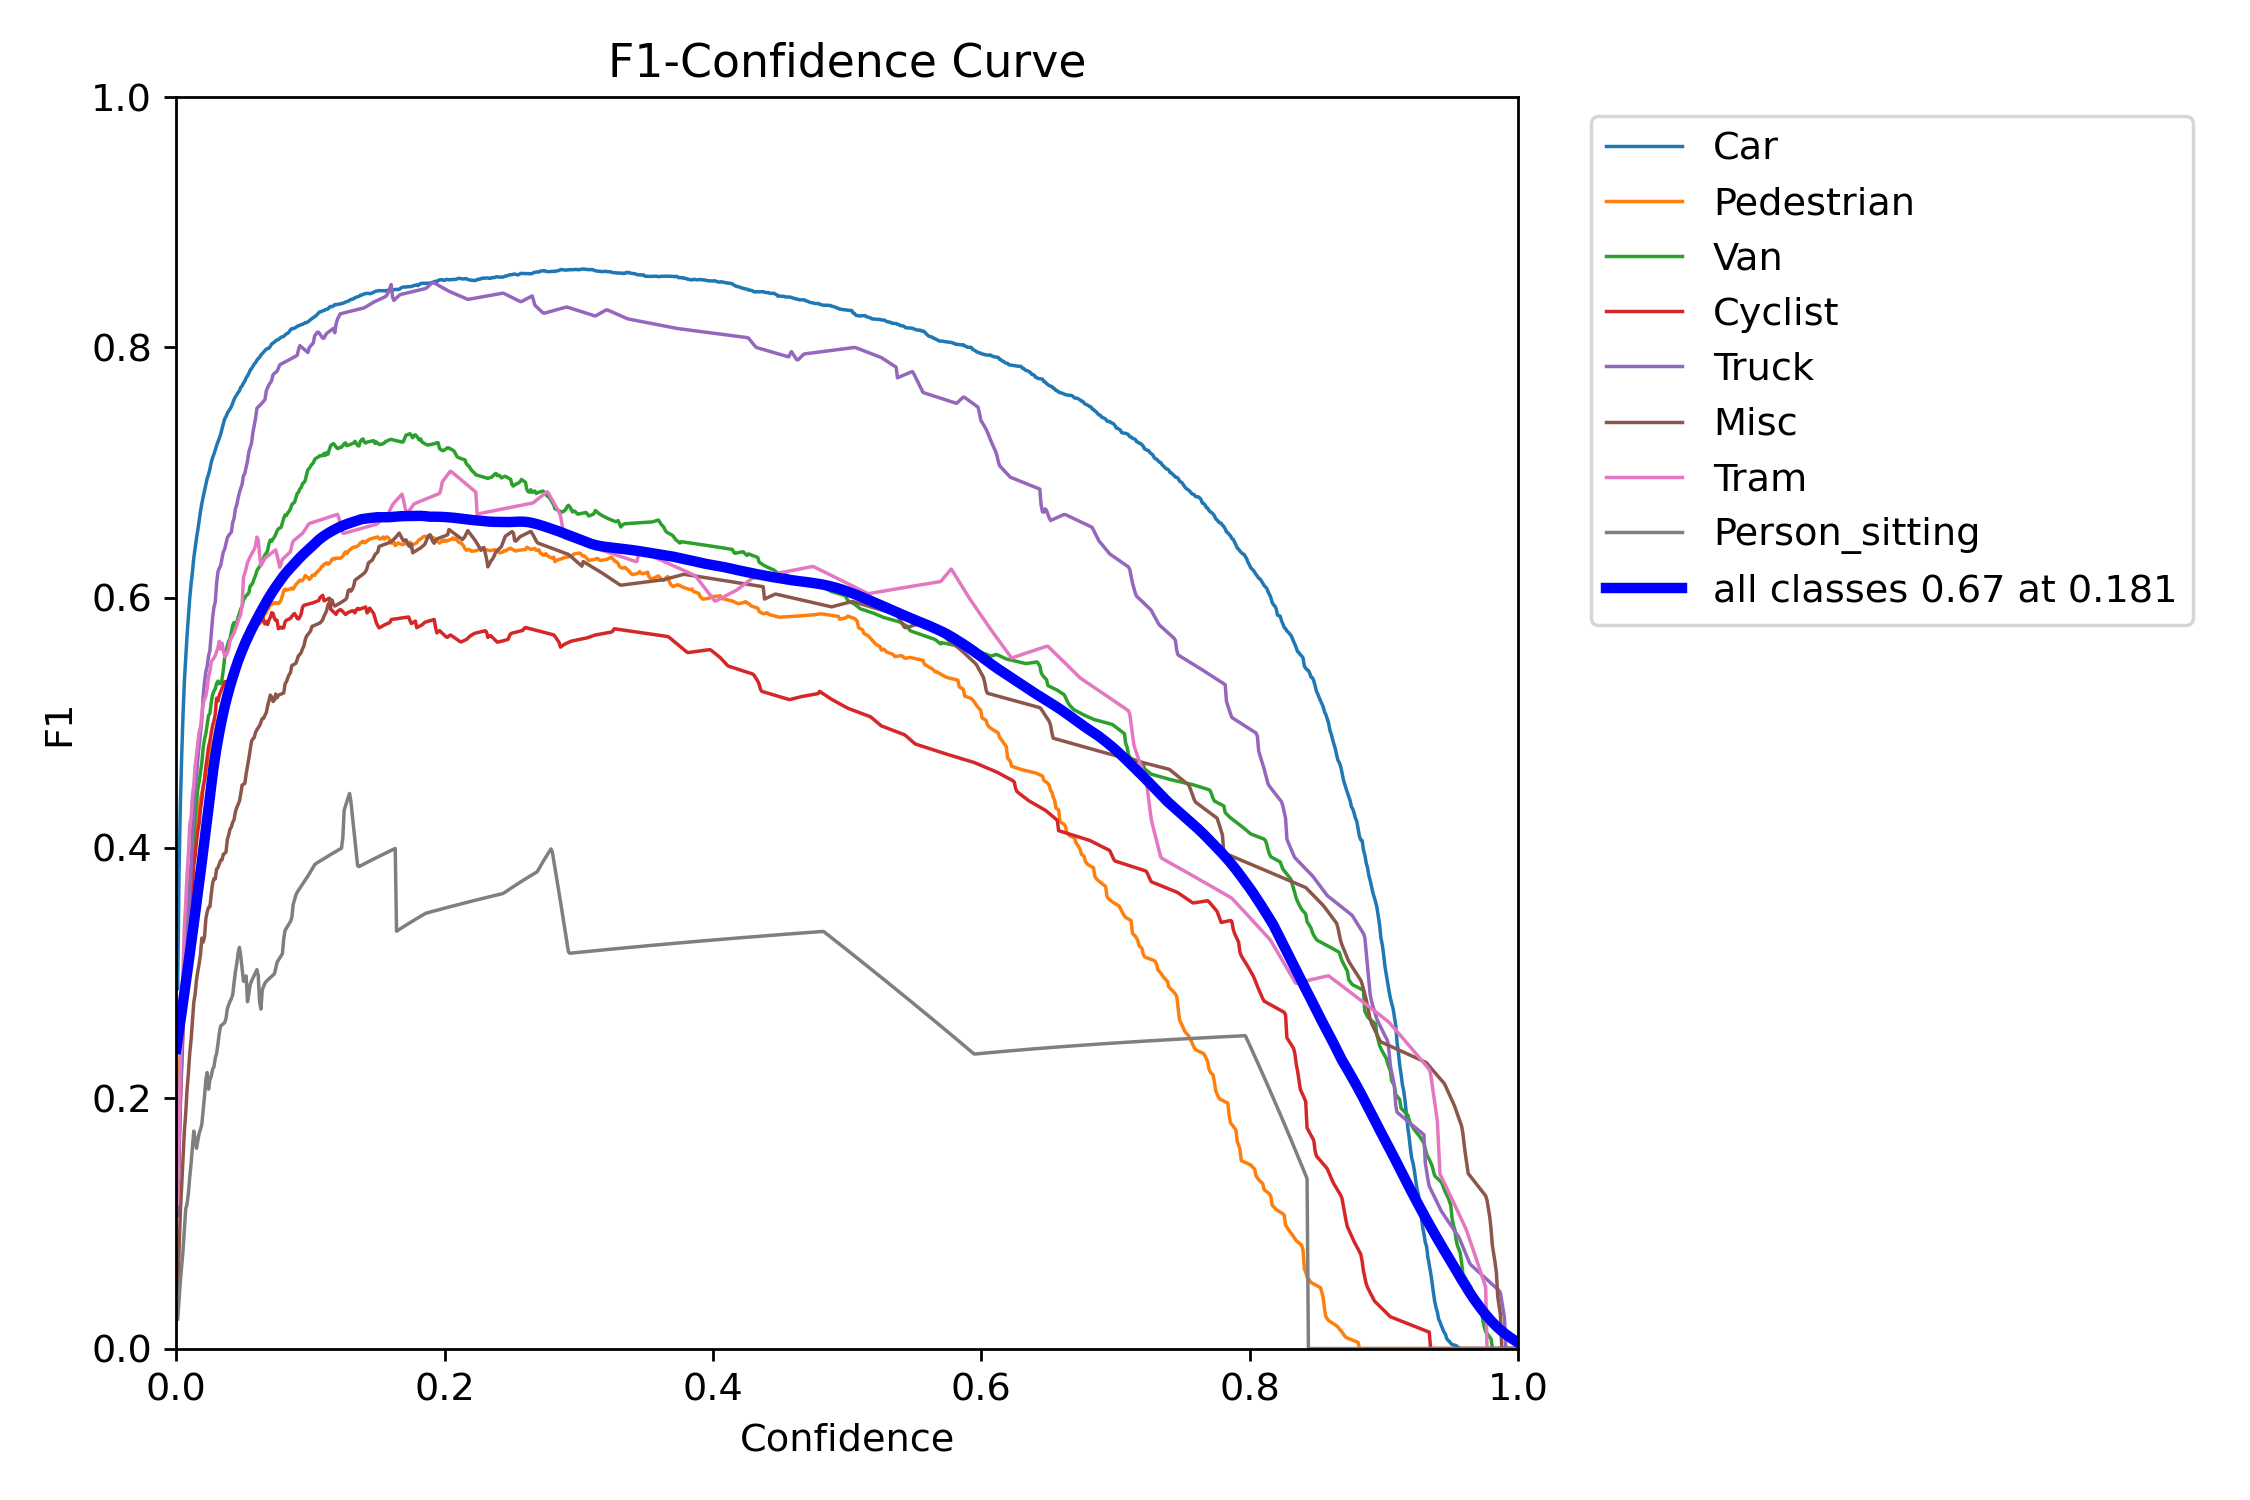 F1-Confidence Curve
1.0
0.8
0.6
0.4
0.2
0.0
F1
0.0 0.2 0.4 0.6 0.8 1.0
Confidence
Car
Pedestrian
Van
Cyclist
Truck
Misc
Tram
Person_sitting
all classes 0.67 at 0.181